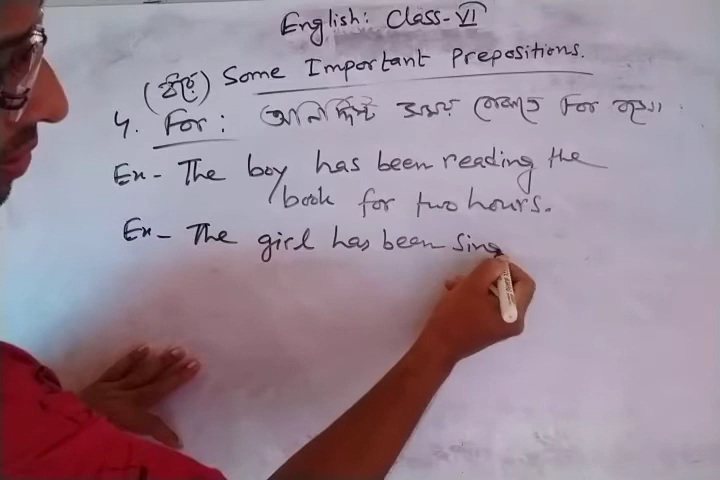 English: Class-VI
Some Important Prepositions.
For: অনির্দিষ্ট সময় বোঝাতে For বসে।
Ex- The boy has been reading the
book for two hours.
Ex- The girl has been sing